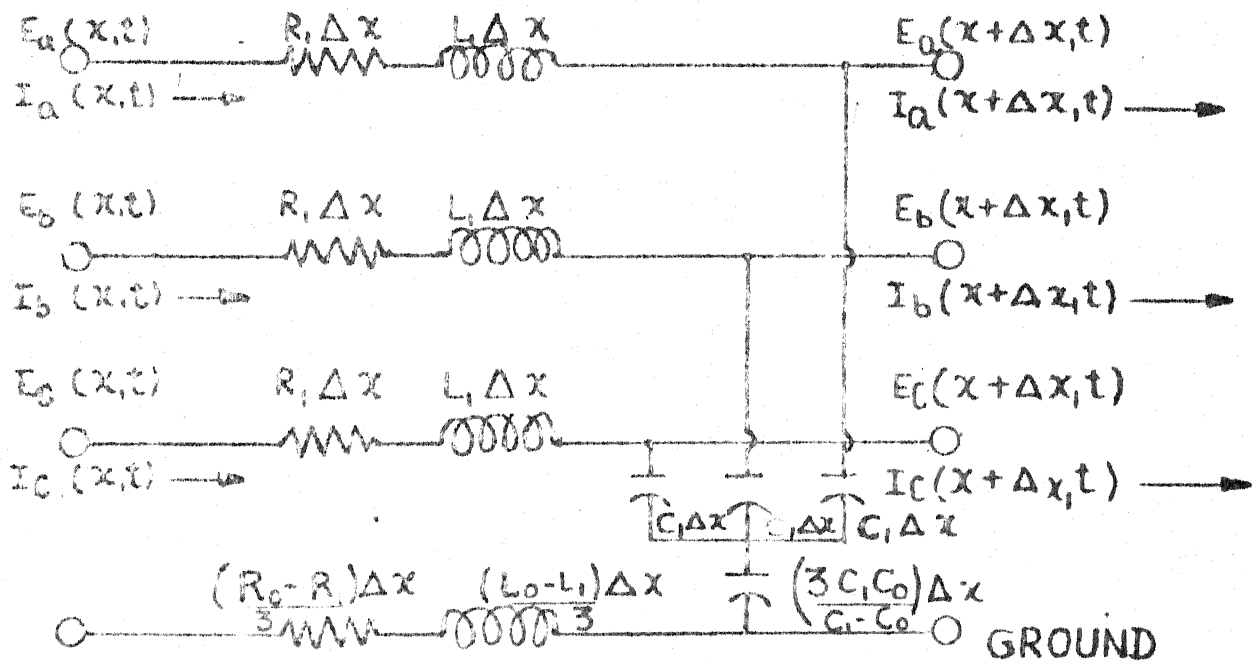 Ea(x,t) R₁Δx L₁Δx Ea(x+Δx,t)
Ia(x,t) Ia(x+Δx,t)
Eb(x,t) R₁Δx L₁Δx Eb(x+Δx,t)
Ib(x,t) Ib(x+Δx,t)
Ec(x,t) R₁Δx L₁Δx Ec(x+Δx,t)
Ic(x,t) Ic(x+Δx,t)
C₁Δx C₁Δx C₁Δx
(R₀-R₁)Δx (L₀-L₁)Δx (3C₁C₀)Δx
3 3 C₁-C₀
GROUND